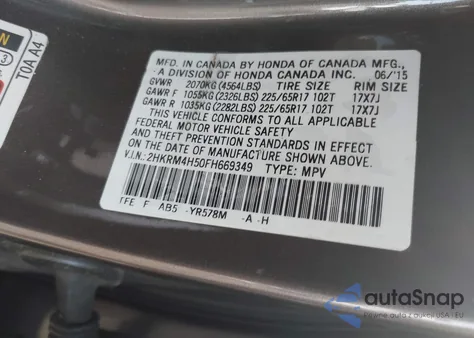 MFD. IN CANADA BY HONDA OF CANADA MFG.,
A DIVISION OF HONDA CANADA INC. 06/'15
GVWR 2070KG (4564LBS) TIRE SIZE RIM SIZE
GAWR F 1055KG (2326LBS) 225/65R17 102T 17X7J
GAWR R 1035KG (2282LBS) 225/65R17 102T 17X7J
THIS VEHICLE CONFORMS TO ALL APPLICABLE
FEDERAL MOTOR VEHICLE SAFETY
AND THEFT PREVENTION STANDARDS IN EFFECT
ON THE DATE OF MANUFACTURE SHOWN ABOVE.
V.I.N.: 2HKRM4H50FH669349 TYPE: MPV
TFE F AB5 -YR578M -A -H
T0A A4
autoSnap